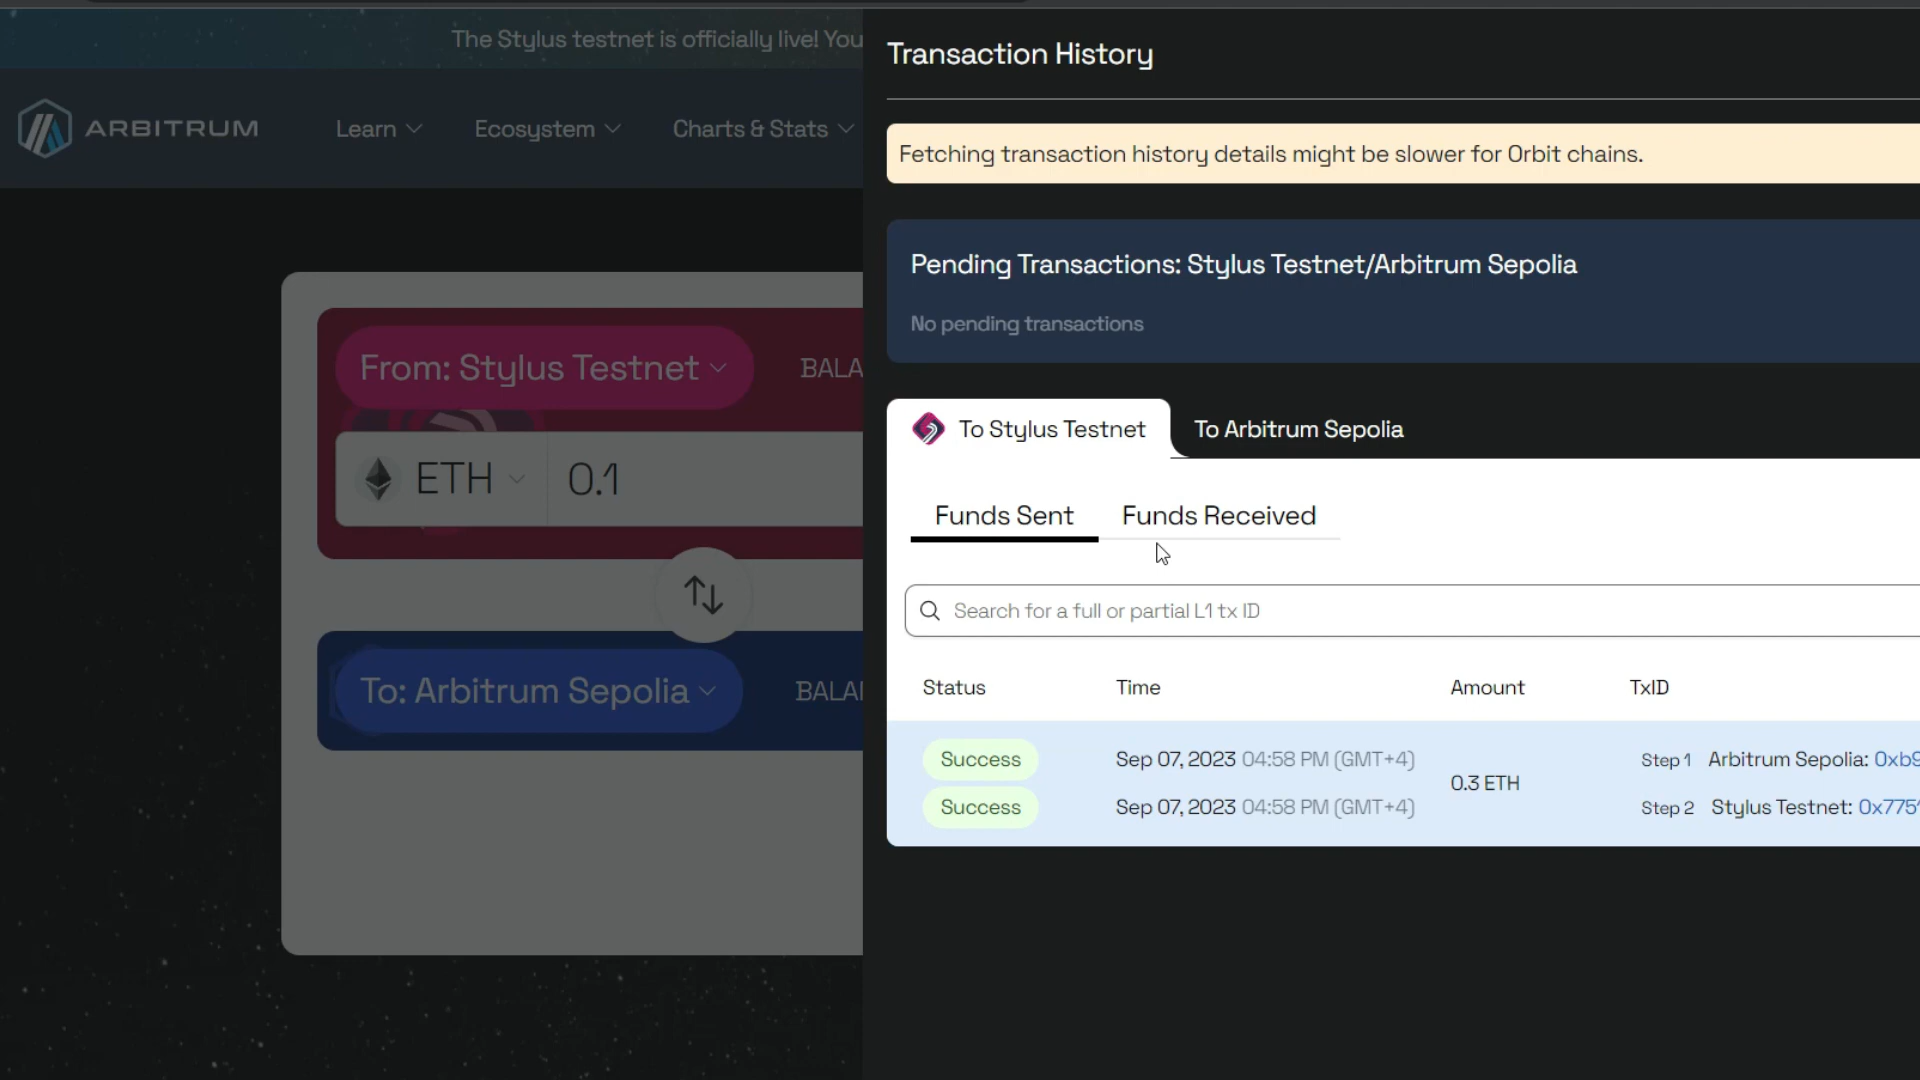 The Stylus testnet is officially live! You
ARBITRUM
Learn
Ecosystem
Charts & Stats
From: Stylus Testnet
ETH
0.1
To: Arbitrum Sepolia
Transaction History
Fetching transaction history details might be slower for Orbit chains.
Pending Transactions: Stylus Testnet/Arbitrum Sepolia
No pending transactions
To Stylus Testnet
To Arbitrum Sepolia
Funds Sent
Funds Received
Search for a full or partial L1 tx ID
Status Time Amount TxID
Success Sep 07, 2023 04:58 PM (GMT+4) Step 1 Arbitrum Sepolia: 0xb9
0.3 ETH
Success Sep 07, 2023 04:58 PM (GMT+4) Step 2 Stylus Testnet: 0x775